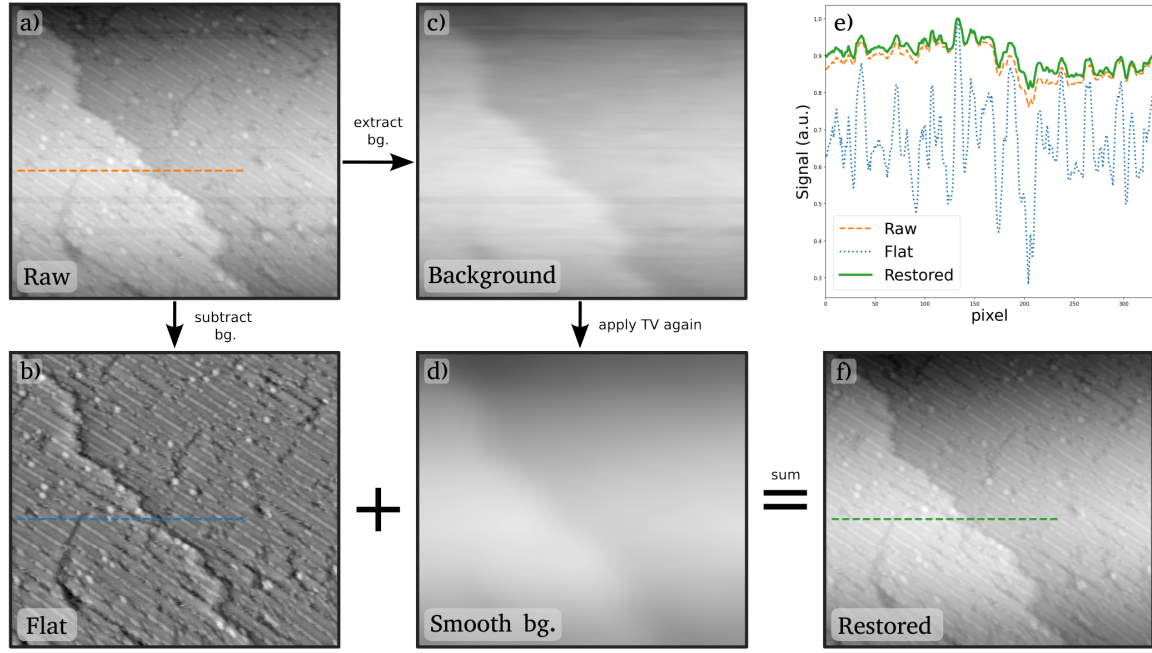 a)
Raw
extract
bg.
c)
Background
e)
Signal (a.u.)
1.0
0.9
0.8
0.7
0.6
0.5
0.4
0.3
Raw
Flat
Restored
0
50
100
150
200
250
300
pixel
subtract
bg.
apply TV again
b)
Flat
d)
Smooth bg.
sum
f)
Restored